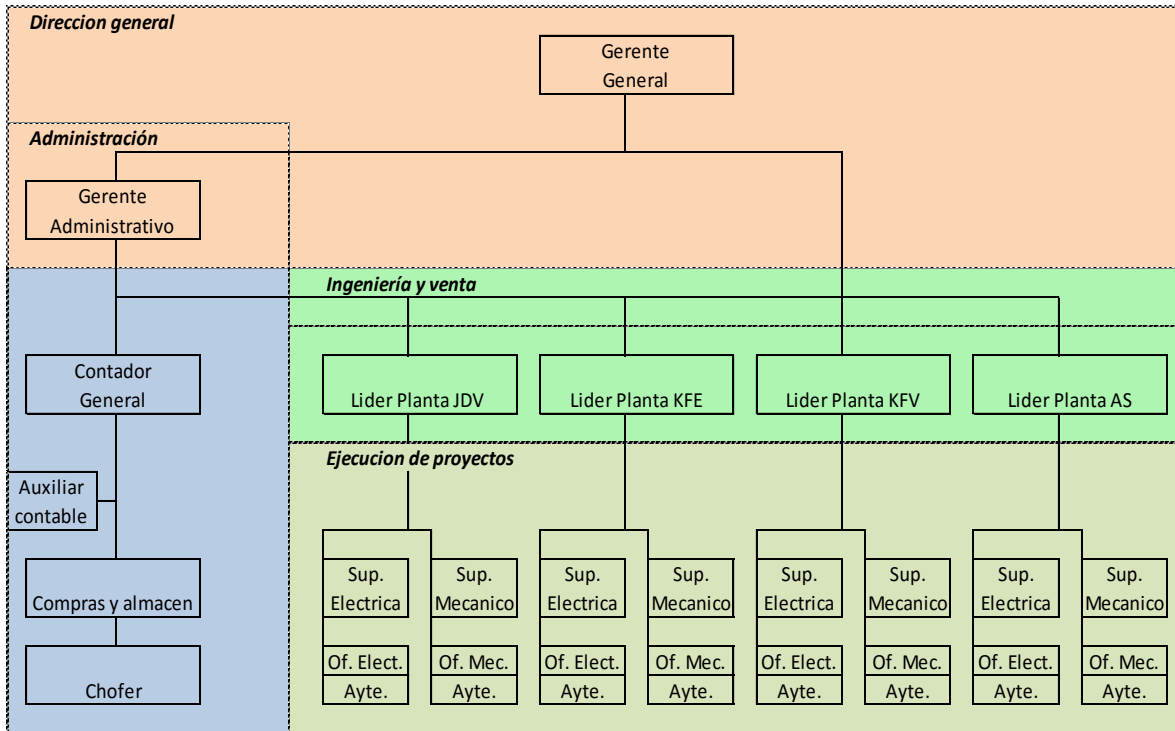 Direccion general
Gerente
General
Administración
Gerente
Administrativo
Ingeniería y venta
Contador
General
Lider Planta JDV
Lider Planta KFE
Lider Planta KFV
Lider Planta AS
Ejecucion de proyectos
Auxiliar
contable
Compras y almacen
Chofer
Sup.
Electrica
Sup.
Mecanico
Sup.
Electrica
Sup.
Mecanico
Sup.
Electrica
Sup.
Mecanico
Sup.
Electrica
Sup.
Mecanico
Of. Elect.
Ayte.
Of. Mec.
Ayte.
Of. Elect.
Ayte.
Of. Mec.
Ayte.
Of. Elect.
Ayte.
Of. Mec.
Ayte.
Of. Elect.
Ayte.
Of. Mec.
Ayte.